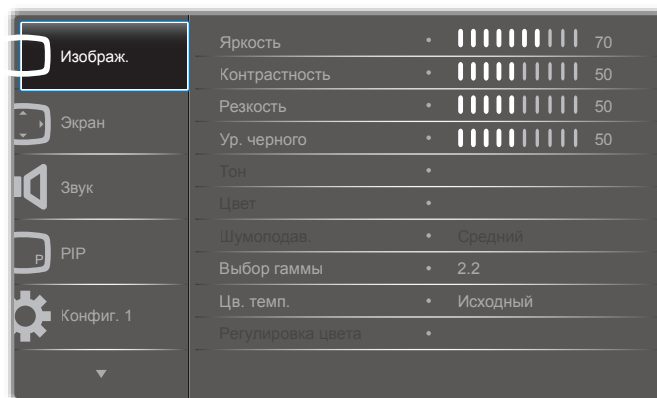 Изображ.
Экран
Звук
P
PIP
Конфиг. 1
Яркость • 70
Контрастность • 50
Резкость • 50
Ур. черного • 50
Тон •
Цвет •
Шумоподав. • Средний
Выбор гаммы • 2.2
Цв. темп. • Исходный
Регулировка цвета •